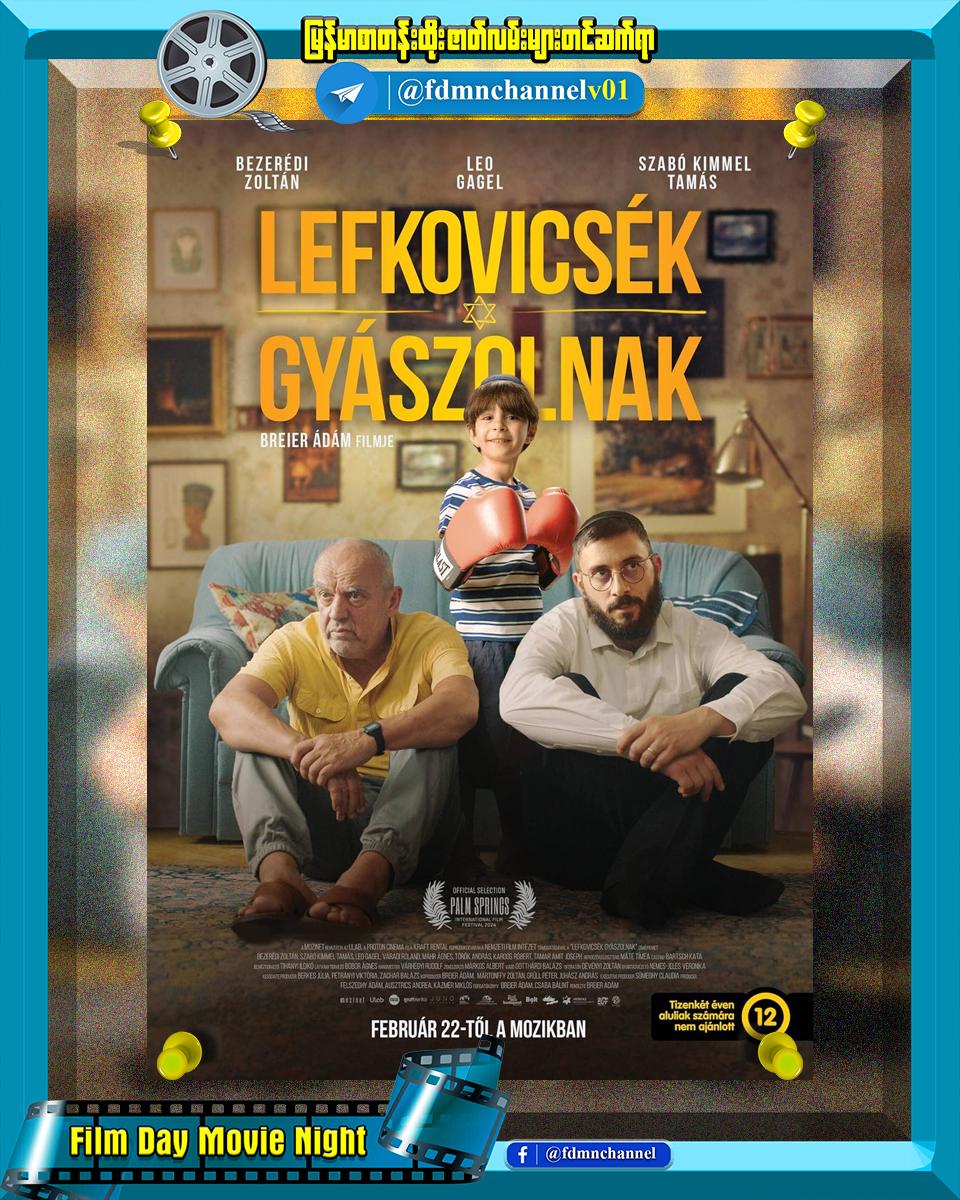 မြန်မာစာတန်းထိုးဇာတ်လမ်းများတင်ဆက်ရာ
@fdmnchannelv01
BEZERÉDI ZOLTÁN
LEO GAGEL
SZABÓ KIMMEL TAMÁS
LEFKOVICSÉK
GYÁSZOLNAK
BREIER ÁDÁM FILMJE
OFFICIAL SELECTION
PALM SPRINGS
INTERNATIONAL FILM
FESTIVAL 2024
FEBRUÁR 22-TŐL A MOZIKBAN
Tizenkét éven
aluliak számára
nem ajánlott
12
Film Day Movie Night
@fdmnchannel